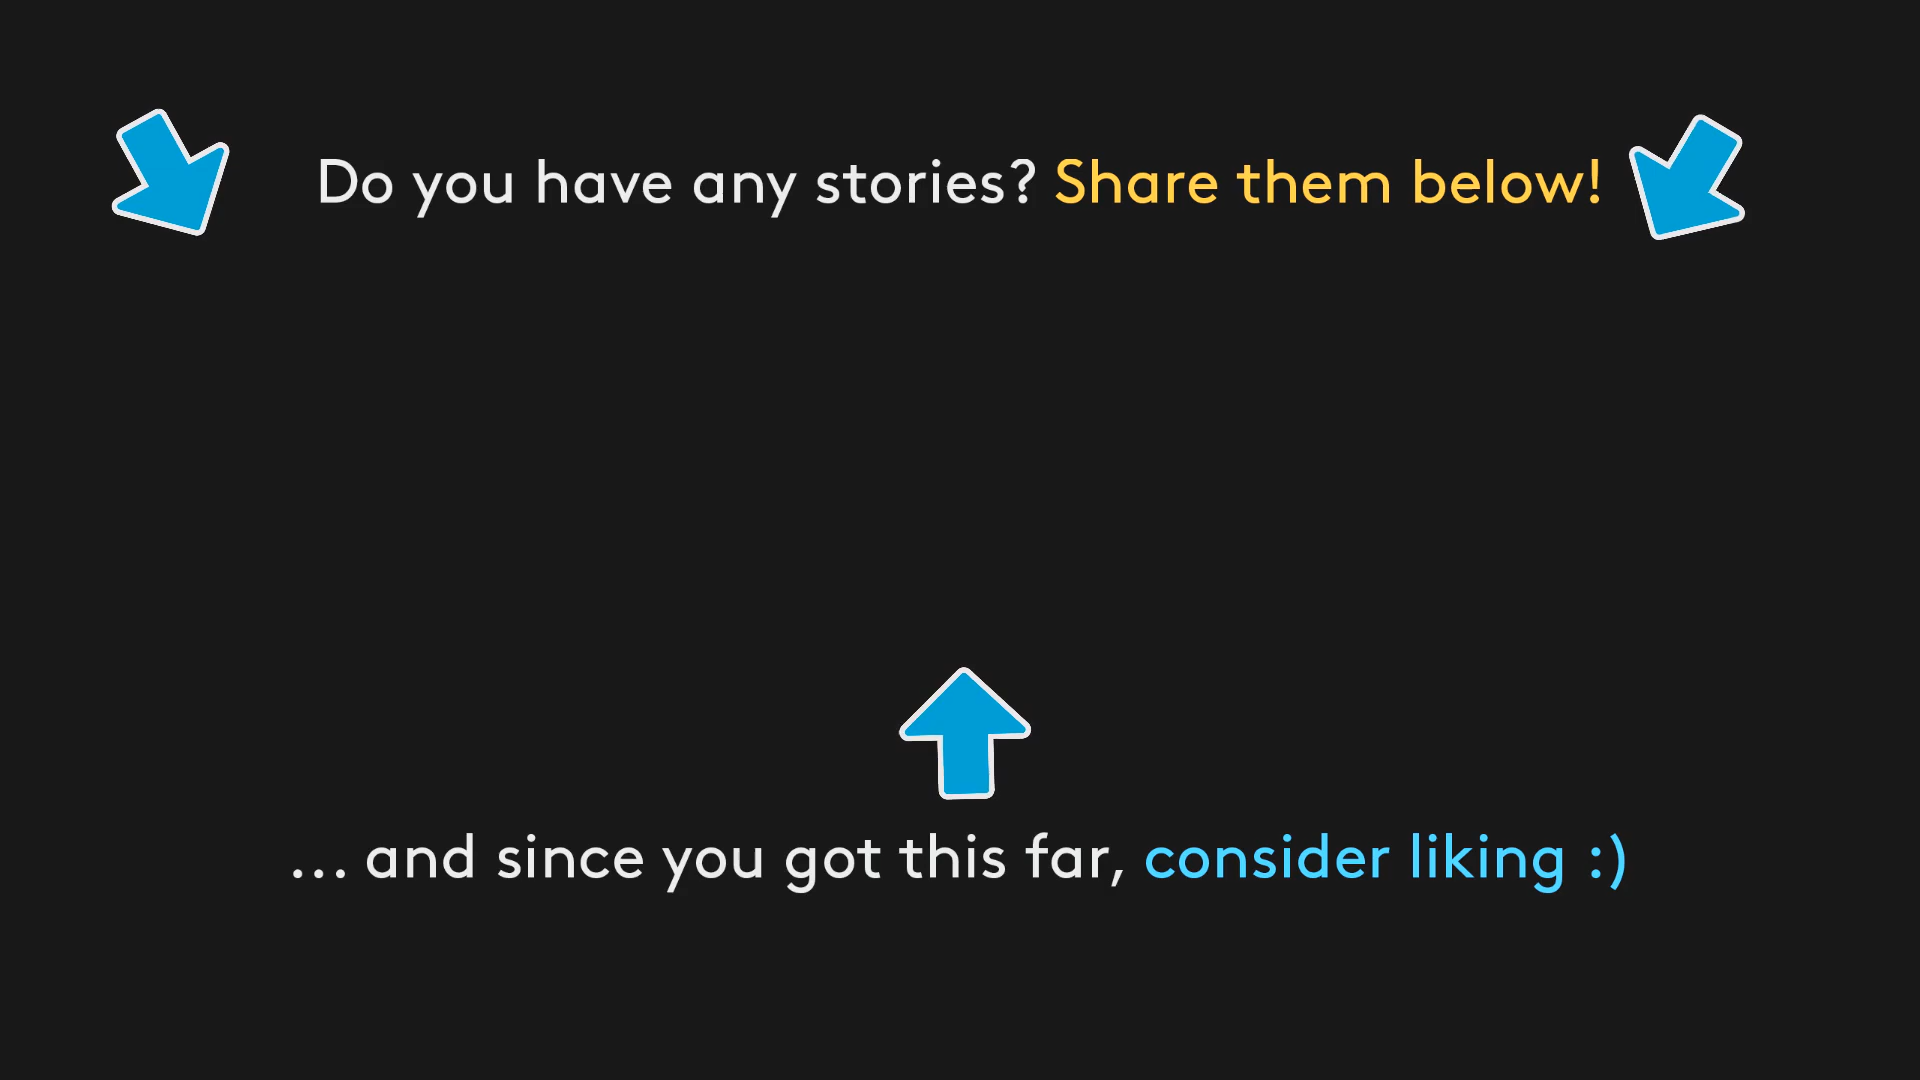 Do you have any stories? Share them below!
... and since you got this far, consider liking :)